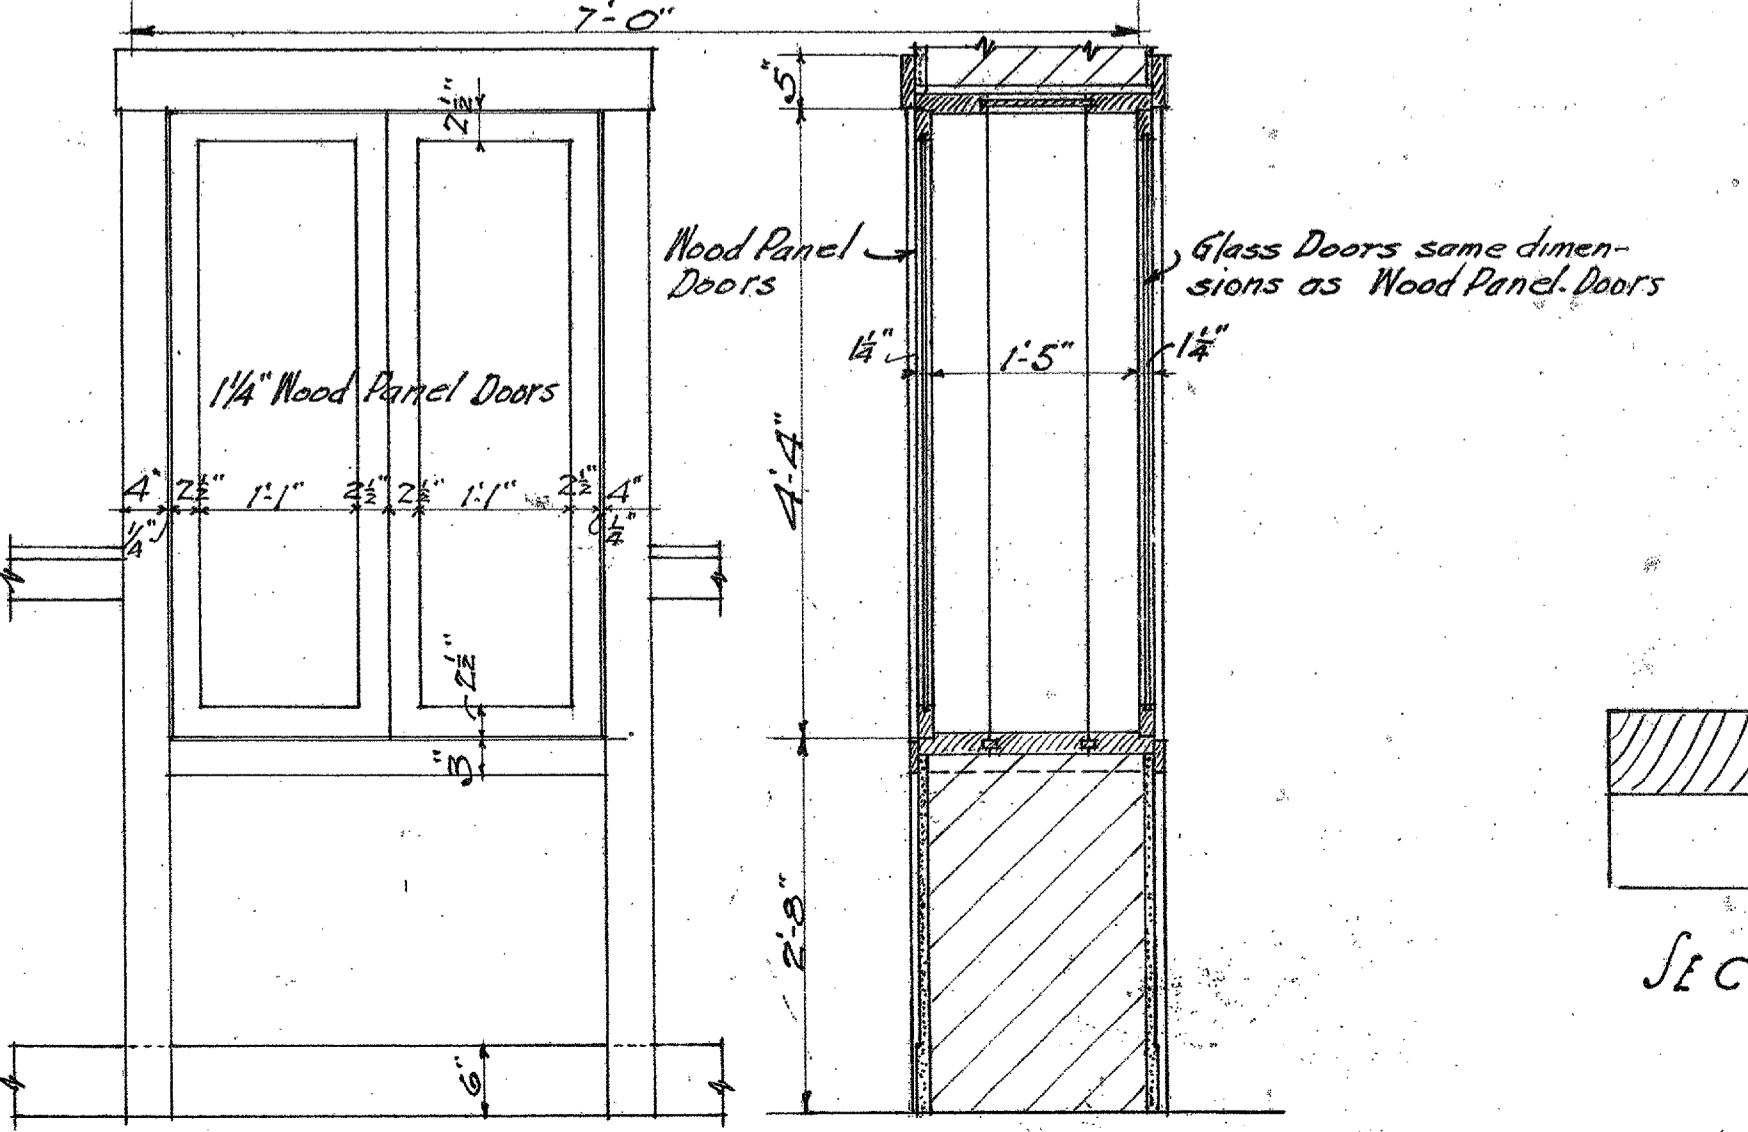 7'-0"
2½"
5"
Wood Panel
Doors
Glass Doors same dimen-
sions as Wood Panel Doors
1¼"
1'-5"
1¼"
1¼" Wood Panel Doors
4'-4"
4" 2½" 1'-1" 2½" 2½" 1'-1" 2½" 4"
¼" ¼"
2½"
3"
2'-8"
SEC
6"